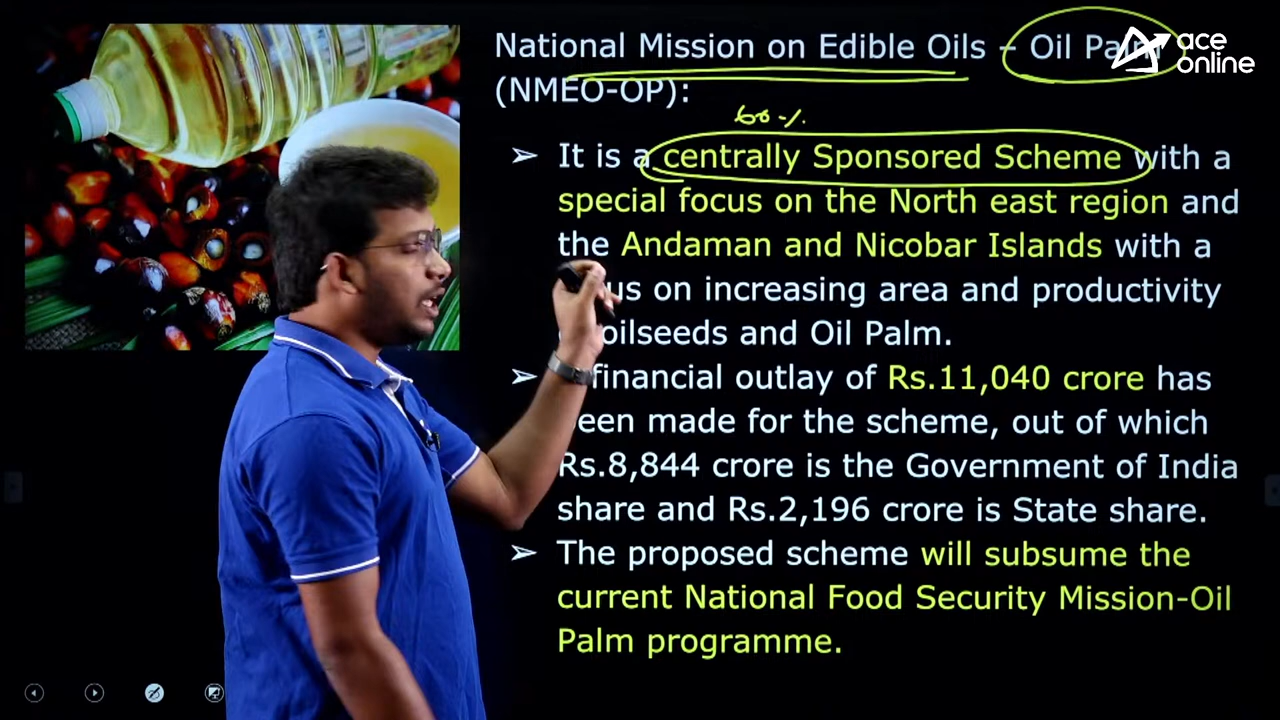 National Mission on Edible Oils – Oil Palm
ace
online
(NMEO-OP):
60 %
➢ It is a centrally Sponsored Scheme with a
special focus on the North east region and
the Andaman and Nicobar Islands with a
us on increasing area and productivity
oilseeds and Oil Palm.
➢ financial outlay of Rs.11,040 crore has
een made for the scheme, out of which
Rs.8,844 crore is the Government of India
share and Rs.2,196 crore is State share.
➢ The proposed scheme will subsume the
current National Food Security Mission-Oil
Palm programme.